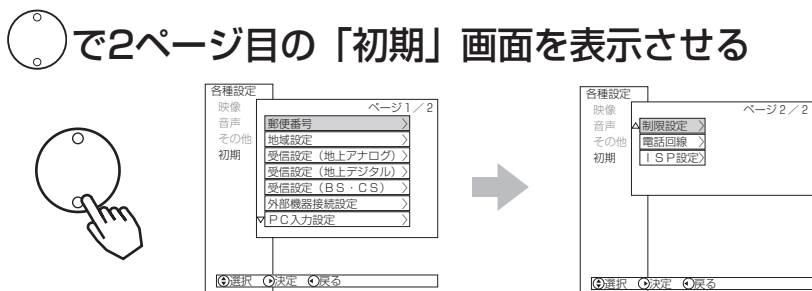 で2ページ目の「初期」画面を表示させる
各種設定
映像
音声
その他
初期
ページ1／2
郵便番号
地域設定
受信設定（地上アナログ）
受信設定（地上デジタル）
受信設定（BS・CS）
外部機器接続設定
PC入力設定
選択 決定 戻る
各種設定
映像
音声
その他
初期
ページ2／2
制限設定
電話回線
ISP設定
選択 決定 戻る